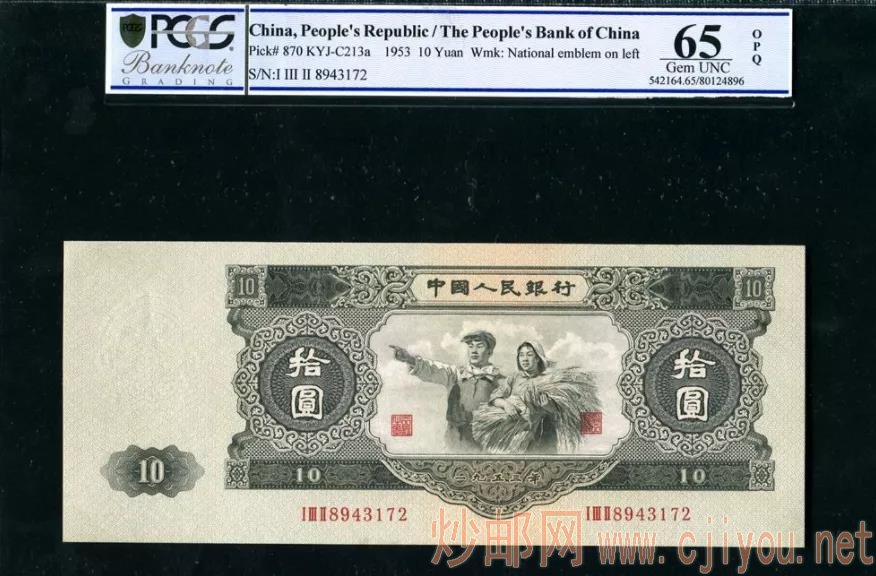 PCGS
Banknote
GRADING
China, People's Republic / The People's Bank of China
Pick# 870 KYJ-C213a 1953 10 Yuan Wmk: National emblem on left
S/N:I III II 8943172
65
Gem UNC
542164.65/80124896
OPQ
10
中國人民銀行
10
拾圓
拾圓
10
10
一九五三年
10
I III II 8943172
I III II 8943172
炒邮网 www.cjiyou.net